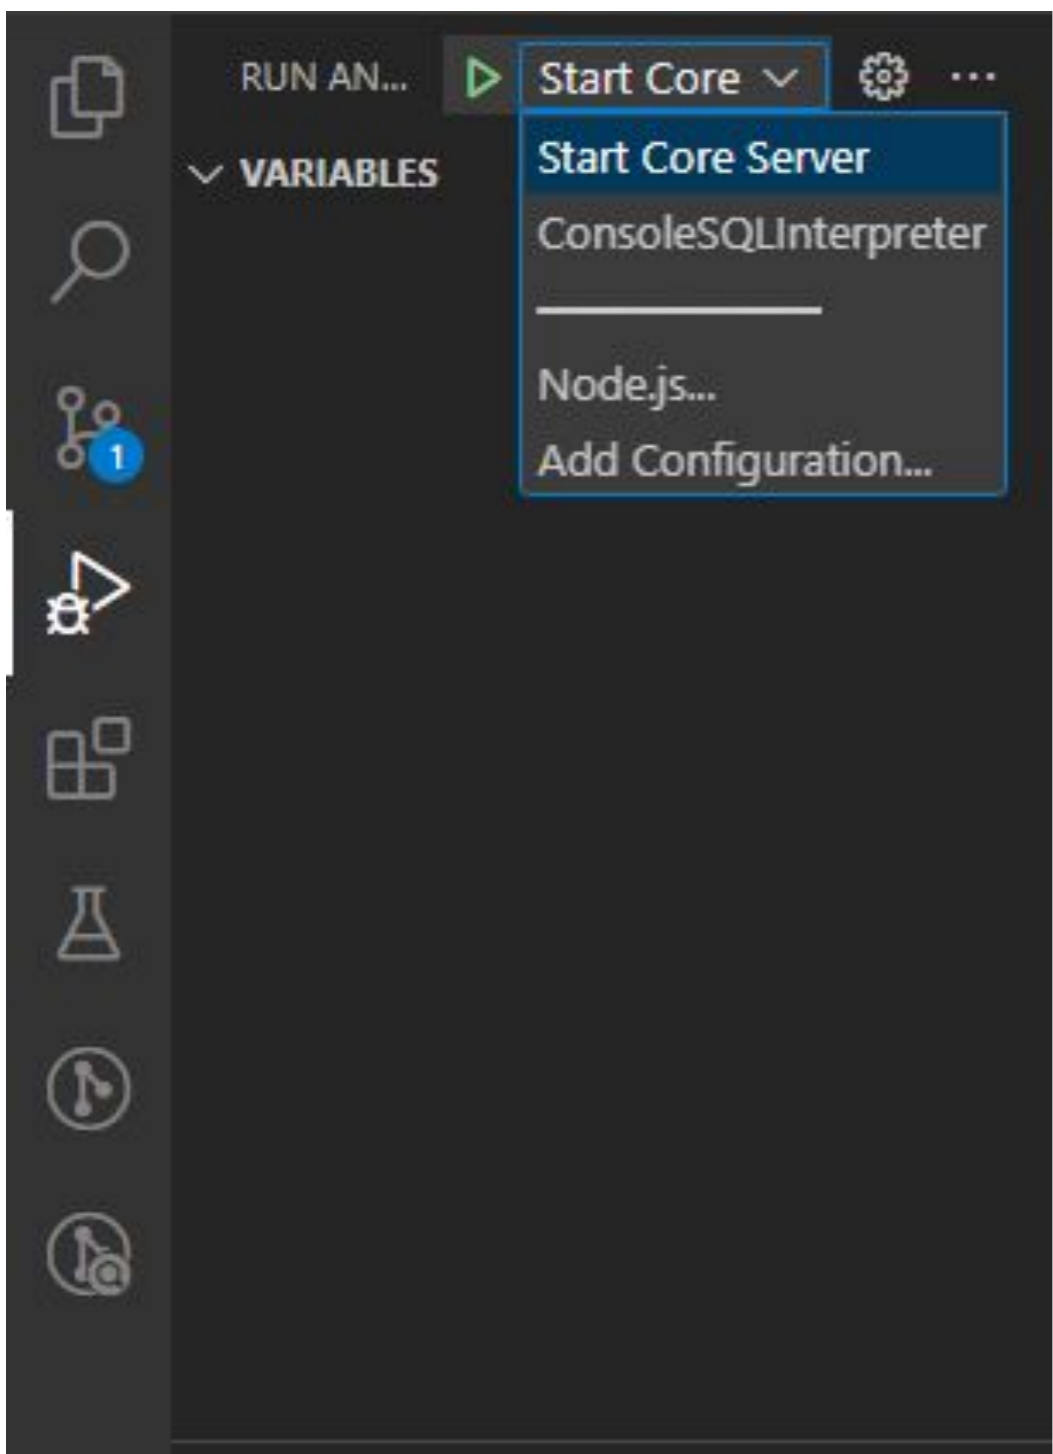 RUN AN...
Start Core
VARIABLES
Start Core Server
ConsoleSQLInterpreter
Node.js...
Add Configuration...
1